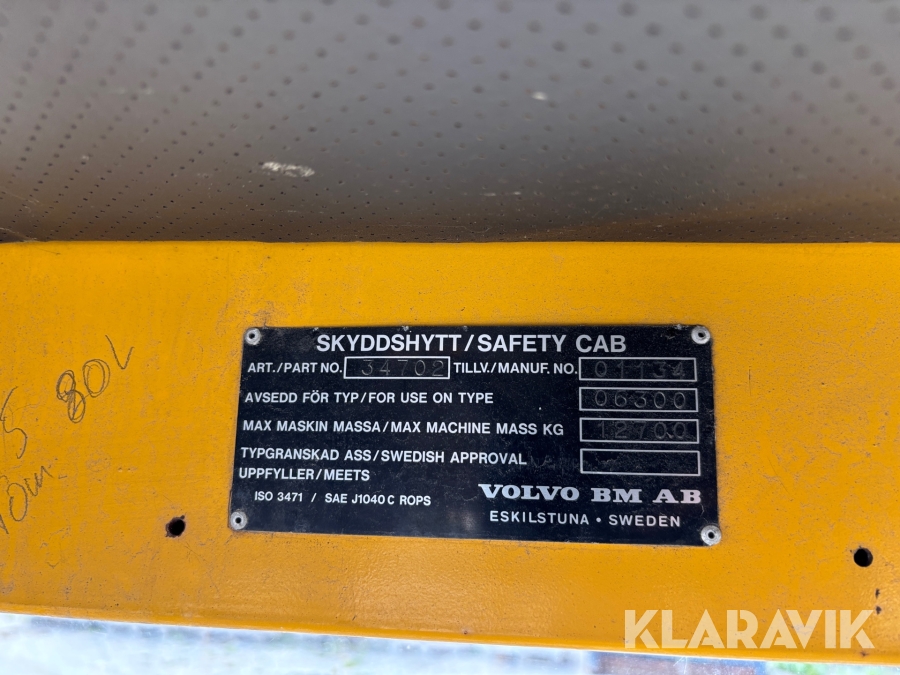 SKYDDSHYTT/SAFETY CAB
ART./PART NO. 34702 TILLV./MANUF. NO. 01134
AVSEDD FÖR TYP/FOR USE ON TYPE 06300
MAX MASKIN MASSA/MAX MACHINE MASS KG 12700
TYPGRANSKAD ASS/SWEDISH APPROVAL
UPPFYLLER/MEETS
ISO 3471 / SAE J1040 C ROPS
VOLVO BM AB
ESKILSTUNA · SWEDEN
80L
KLARAVIK